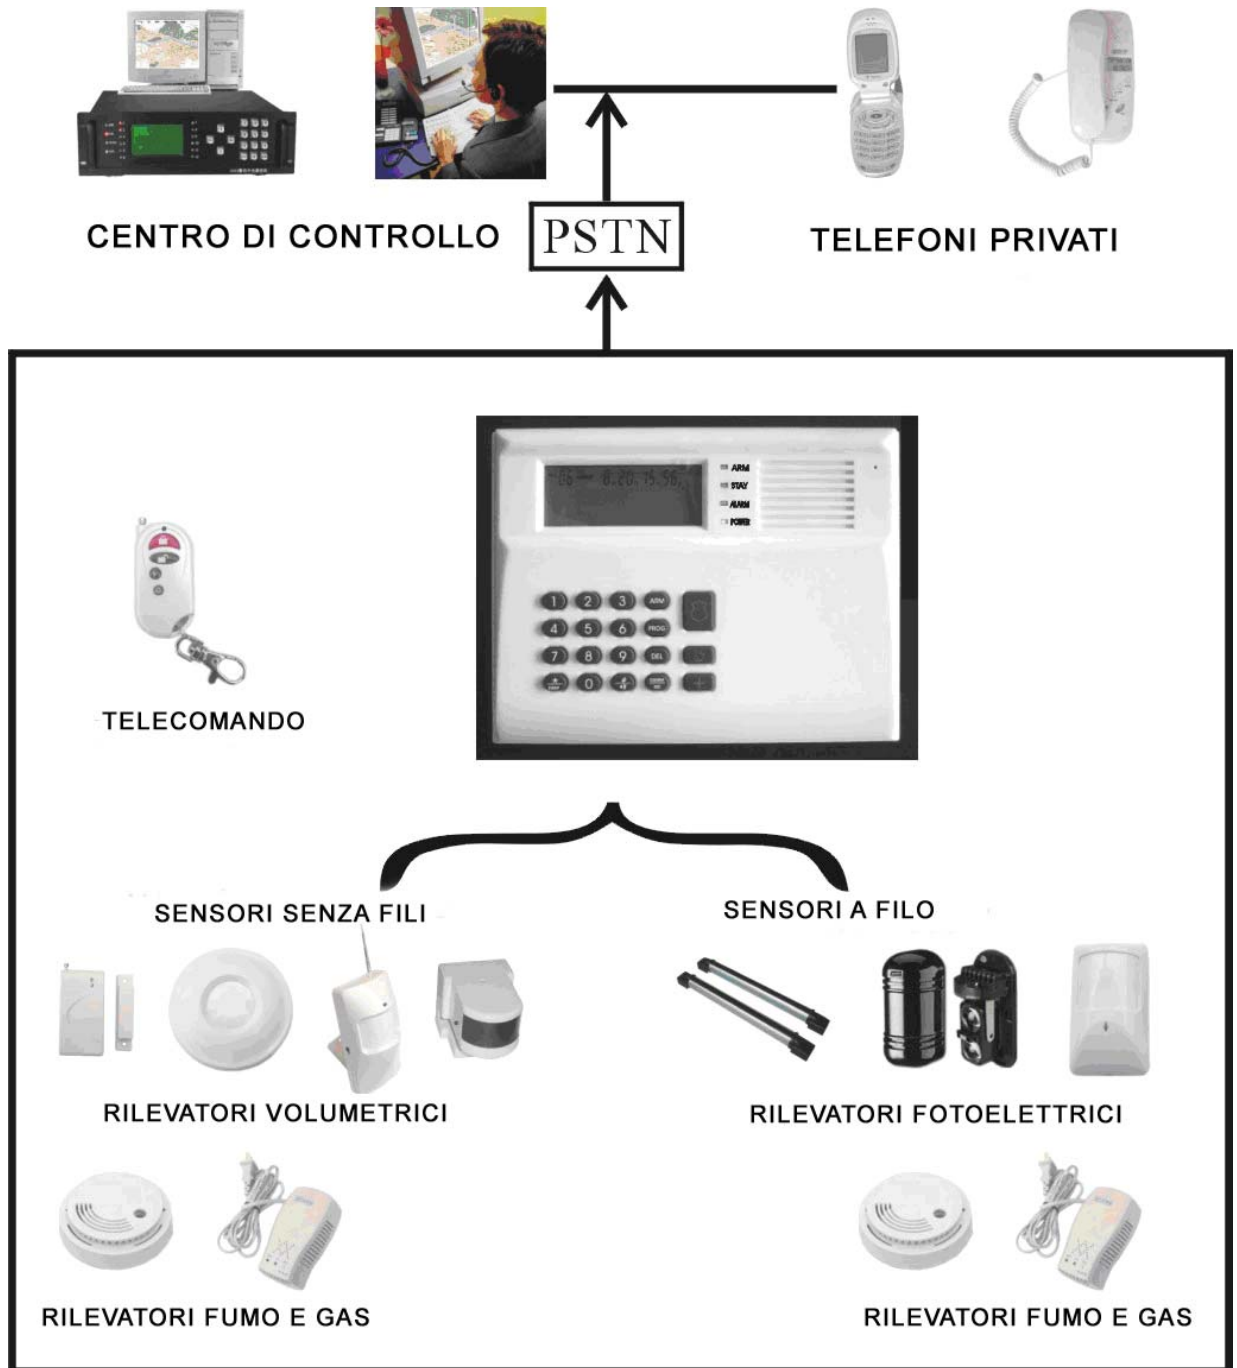 CENTRO DI CONTROLLO
PSTN
TELEFONI PRIVATI
ARM
STAY
ALARM
POWER
1 2 3 ARM
4 5 6 PROG
7 8 9 DEL
0
TELECOMANDO
SENSORI SENZA FILI
SENSORI A FILO
RILEVATORI VOLUMETRICI
RILEVATORI FOTOELETTRICI
RILEVATORI FUMO E GAS
RILEVATORI FUMO E GAS